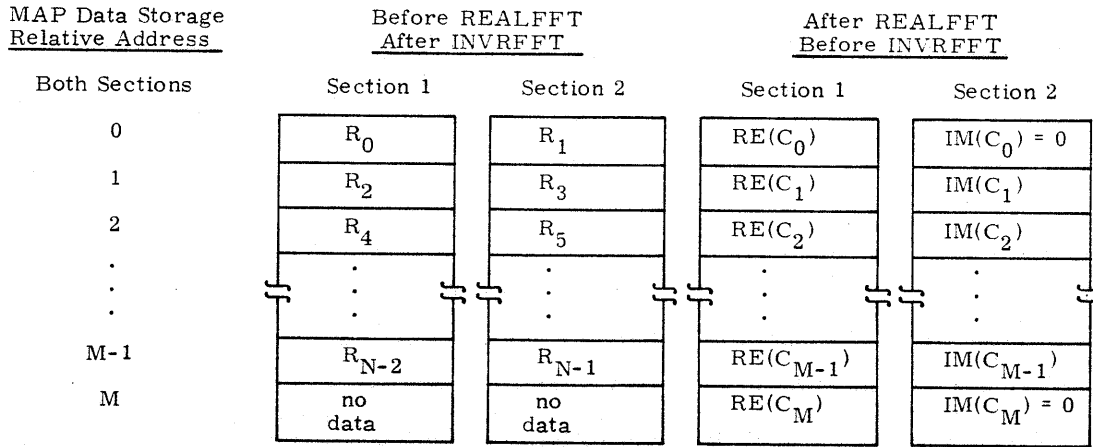 MAP Data Storage Before REALFFT After REALFFT
Relative Address After INVRFFT Before INVRFFT
Both Sections Section 1 Section 2 Section 1 Section 2
0 R0 R1 RE(C0) IM(C0) = 0
1 R2 R3 RE(C1) IM(C1)
2 R4 R5 RE(C2) IM(C2)
M-1 RN-2 RN-1 RE(CM-1) IM(CM-1)
M no data no data RE(CM) IM(CM) = 0